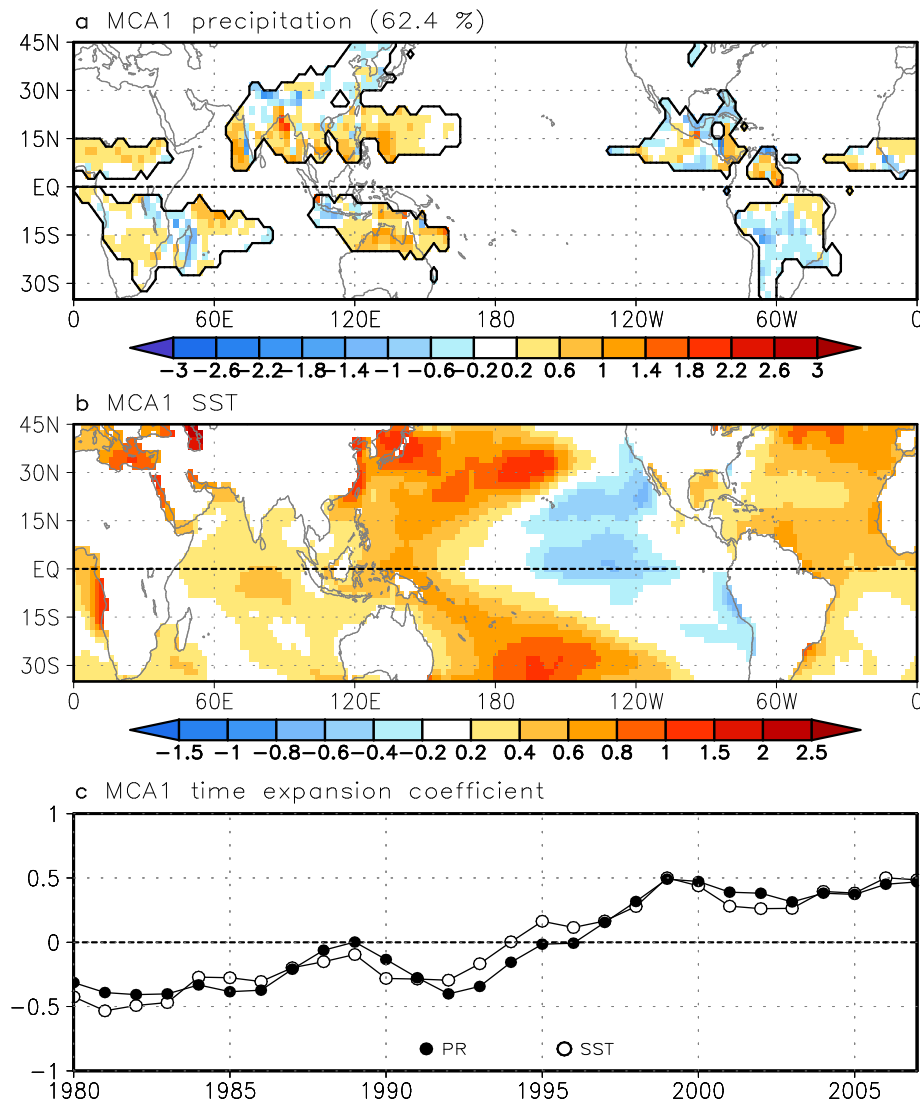 a MCA1 precipitation (62.4 %)
45N
30N
15N
EQ
15S
30S
0 60E 120E 180 120W 60W 0
-3 -2.6 -2.2 -1.8 -1.4 -1 -0.6 -0.2 0.2 0.6 1 1.4 1.8 2.2 2.6 3
b MCA1 SST
45N
30N
15N
EQ
15S
30S
0 60E 120E 180 120W 60W 0
-1.5 -1 -0.8 -0.6 -0.4 -0.2 0.2 0.4 0.6 0.8 1 1.5 2 2.5
c MCA1 time expansion coefficient
1
0.5
0
-0.5
-1
PR SST
1980 1985 1990 1995 2000 2005